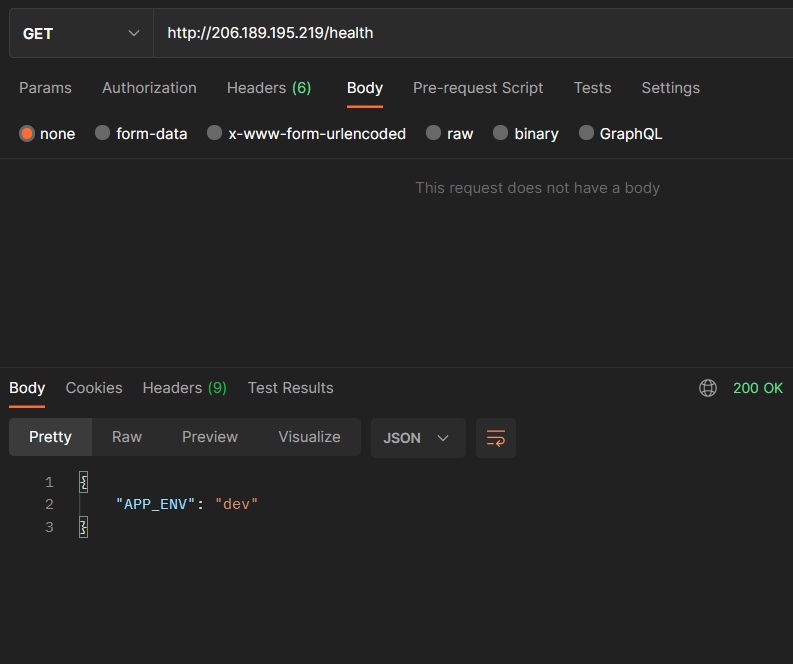 GET http://206.189.195.219/health
Params Authorization Headers (6) Body Pre-request Script Tests Settings
none form-data x-www-form-urlencoded raw binary GraphQL
This request does not have a body
Body Cookies Headers (9) Test Results 200 OK
Pretty Raw Preview Visualize JSON
1 {
2 "APP_ENV": "dev"
3 }